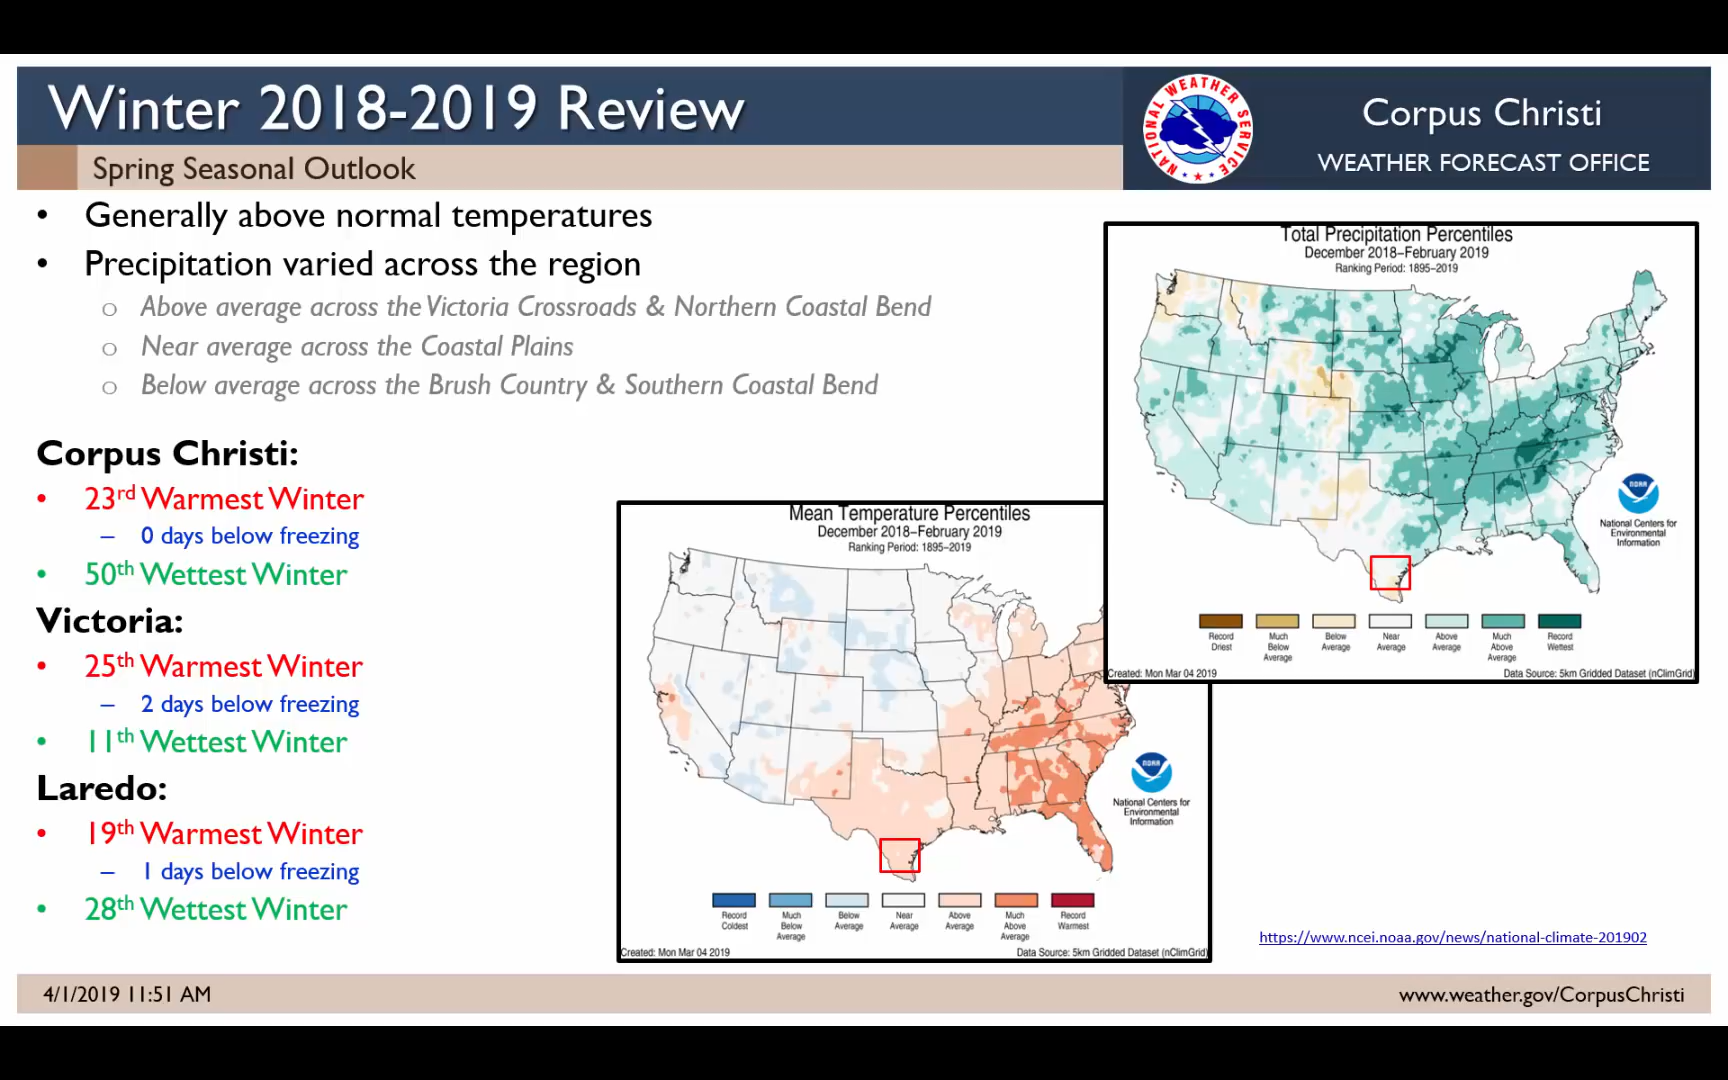 Winter 2018-2019 Review
Spring Seasonal Outlook
NATIONAL WEATHER SERVICE
Corpus Christi
WEATHER FORECAST OFFICE
• Generally above normal temperatures
• Precipitation varied across the region
o Above average across the Victoria Crossroads & Northern Coastal Bend
o Near average across the Coastal Plains
o Below average across the Brush Country & Southern Coastal Bend
Corpus Christi:
• 23rd Warmest Winter
– 0 days below freezing
• 50th Wettest Winter
Victoria:
• 25th Warmest Winter
– 2 days below freezing
• 11th Wettest Winter
Laredo:
• 19th Warmest Winter
– 1 days below freezing
• 28th Wettest Winter
Mean Temperature Percentiles
December 2018–February 2019
Ranking Period: 1895–2019
NOAA
National Centers for
Environmental
Information
Record
Coldest
Much
Below
Average
Below
Average
Near
Average
Above
Average
Much
Above
Average
Record
Warmest
Created: Mon Mar 04 2019
Data Source: 5km Gridded Dataset (nClimGrid)
Total Precipitation Percentiles
December 2018–February 2019
Ranking Period: 1895–2019
NOAA
National Centers for
Environmental
Information
Record
Driest
Much
Below
Average
Below
Average
Near
Average
Above
Average
Much
Above
Average
Record
Wettest
Created: Mon Mar 04 2019
Data Source: 5km Gridded Dataset (nClimGrid)
https://www.ncei.noaa.gov/news/national-climate-201902
4/1/2019 11:51 AM
www.weather.gov/CorpusChristi